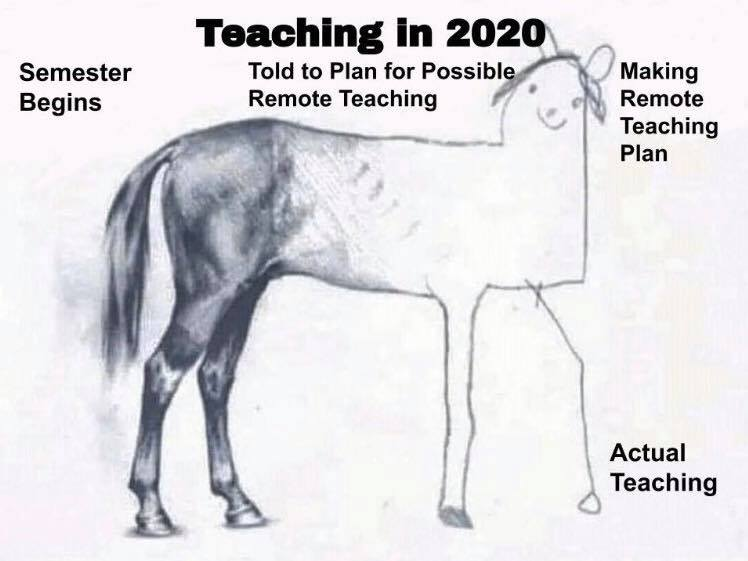 Teaching in 2020
Semester
Begins
Told to Plan for Possible
Remote Teaching
Making
Remote
Teaching
Plan
Actual
Teaching